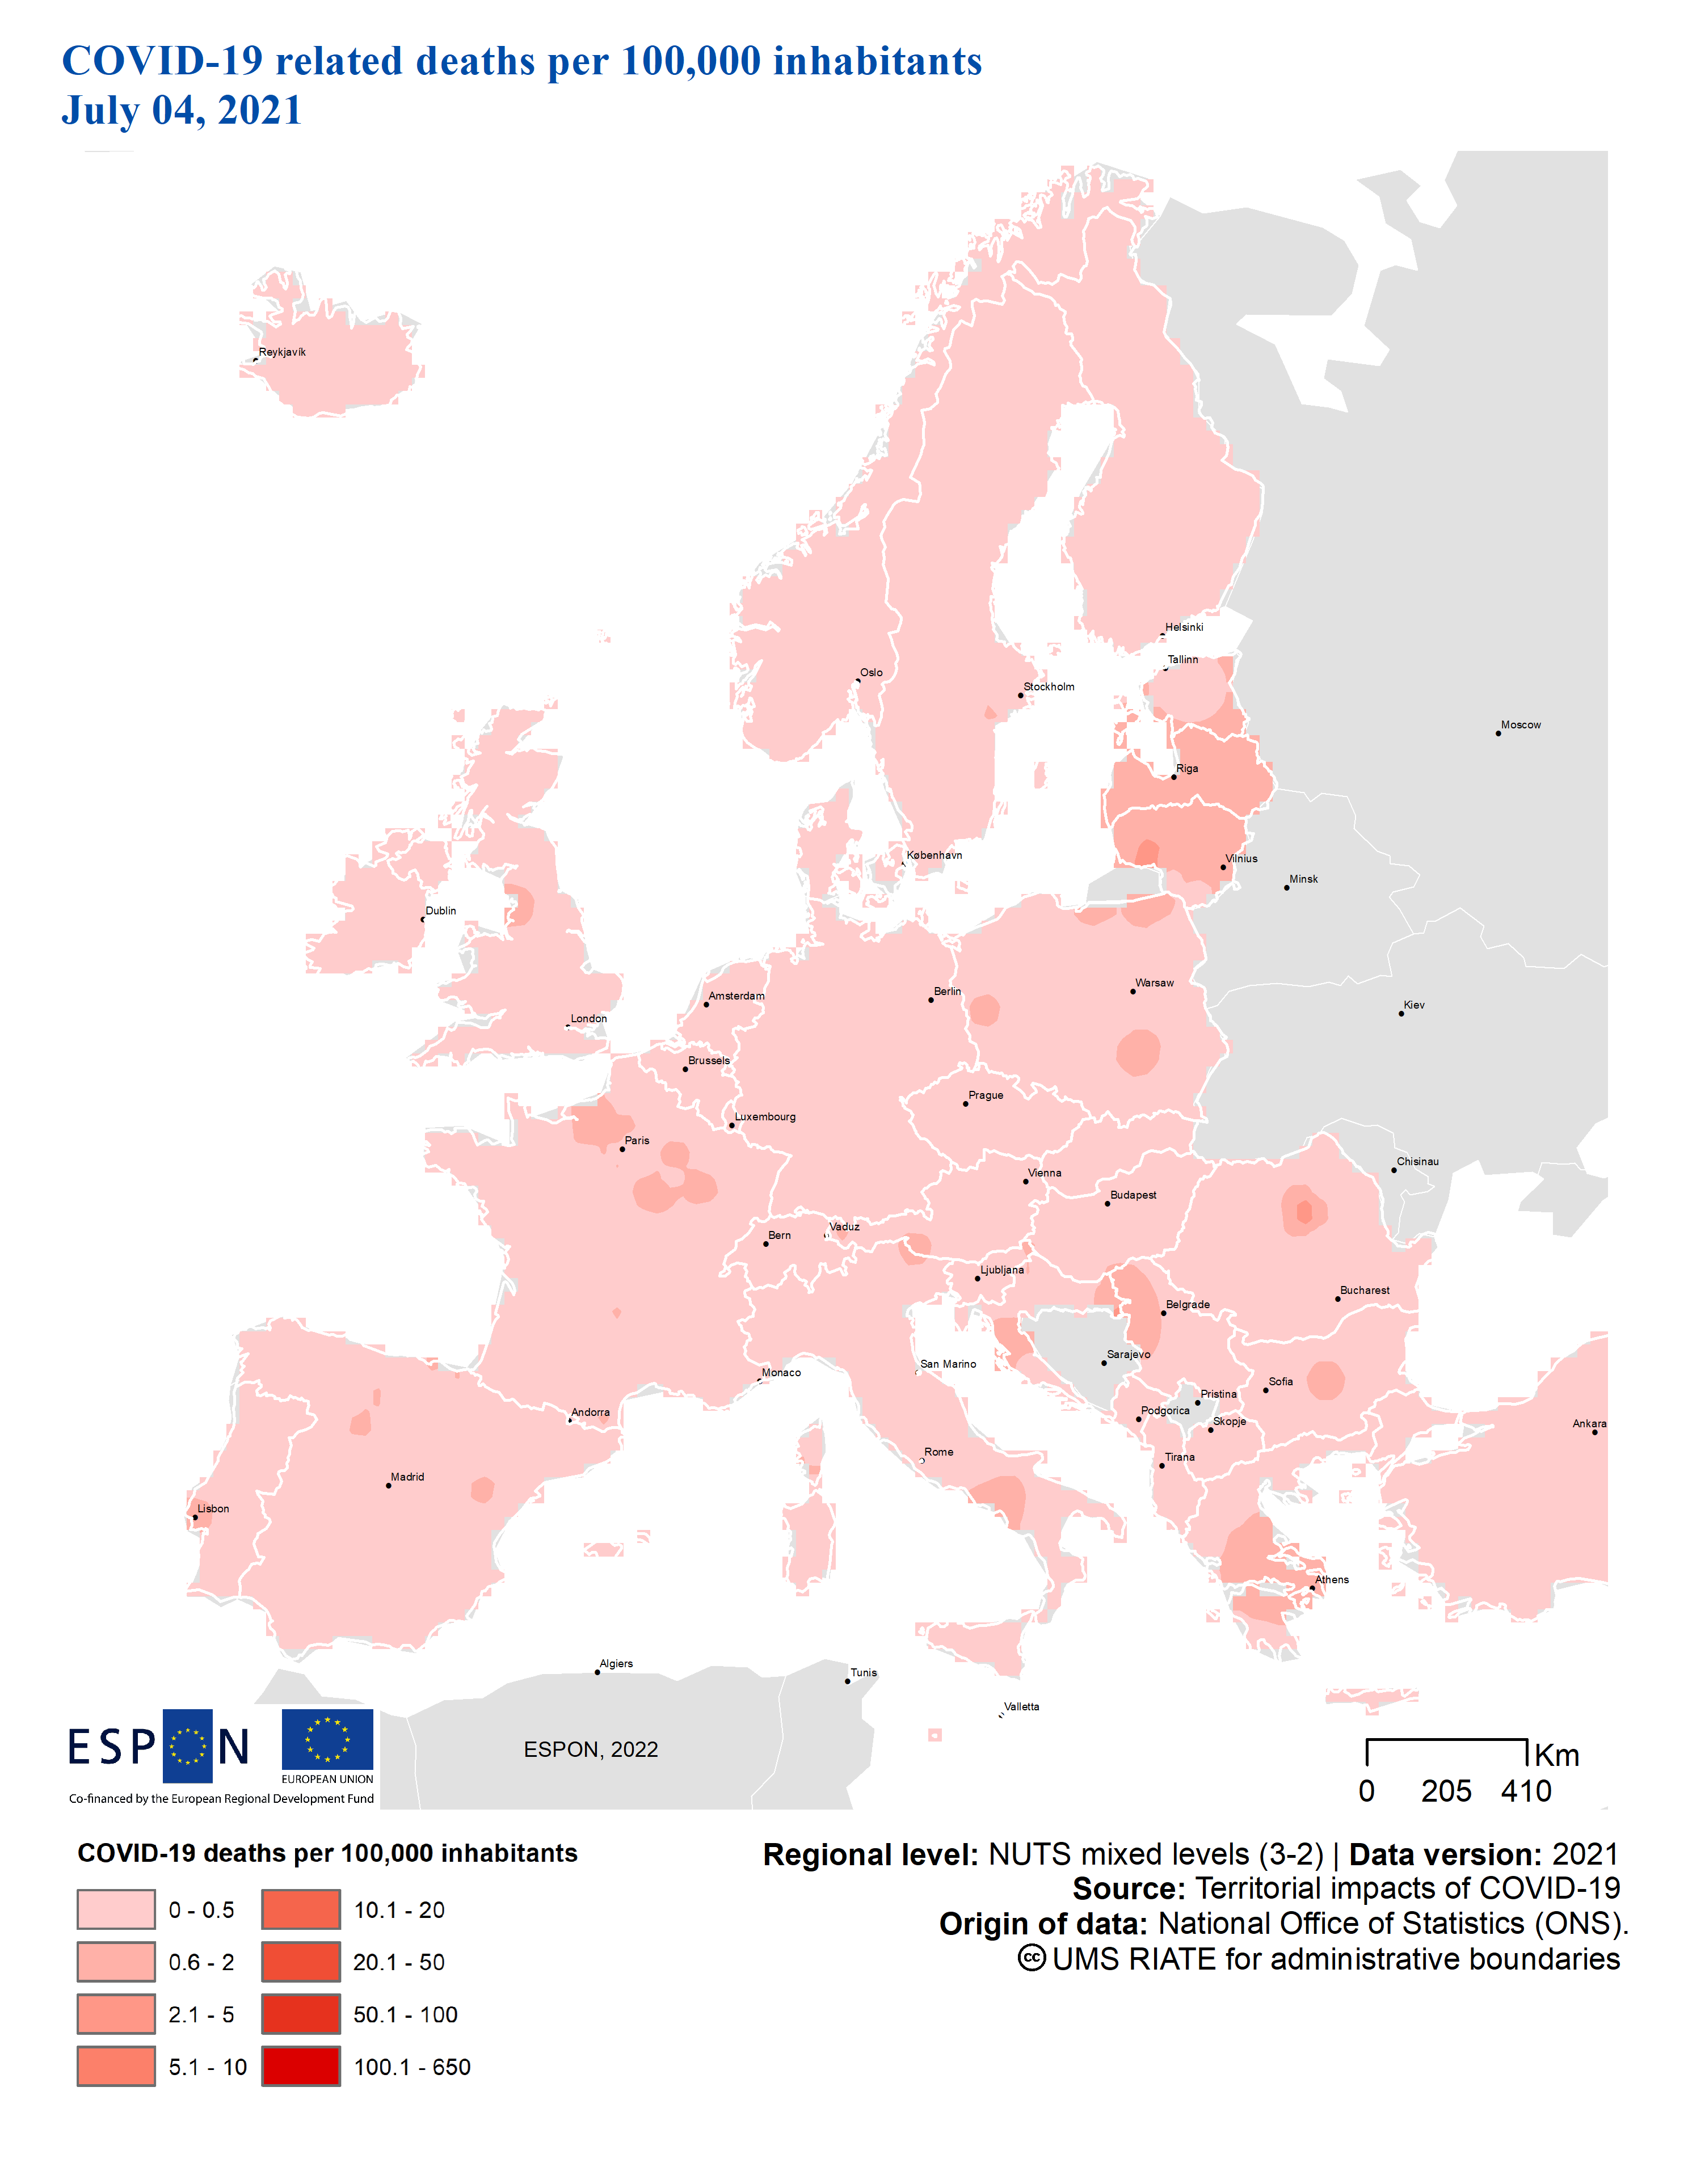 COVID-19 related deaths per 100,000 inhabitants
July 04, 2021
Reykjavík
Helsinki
Tallinn
Oslo
Stockholm
Moscow
Riga
København
Vilnius
Minsk
Dublin
Warsaw
Berlin
Amsterdam
Kiev
London
Brussels
Prague
Luxembourg
Paris
Chisinau
Vienna
Budapest
Vaduz
Bern
Ljubljana
Bucharest
Belgrade
Sarajevo
San Marino
Monaco
Sofia
Pristina
Andorra
Podgorica
Skopje
Ankara
Rome
Tirana
Madrid
Lisbon
Athens
Algiers
Tunis
Valletta
ESPON
EUROPEAN UNION
Co-financed by the European Regional Development Fund
ESPON, 2022
Km
0 205 410
COVID-19 deaths per 100,000 inhabitants
0 - 0.5
0.6 - 2
2.1 - 5
5.1 - 10
10.1 - 20
20.1 - 50
50.1 - 100
100.1 - 650
Regional level: NUTS mixed levels (3-2) | Data version: 2021
Source: Territorial impacts of COVID-19
Origin of data: National Office of Statistics (ONS).
cc UMS RIATE for administrative boundaries